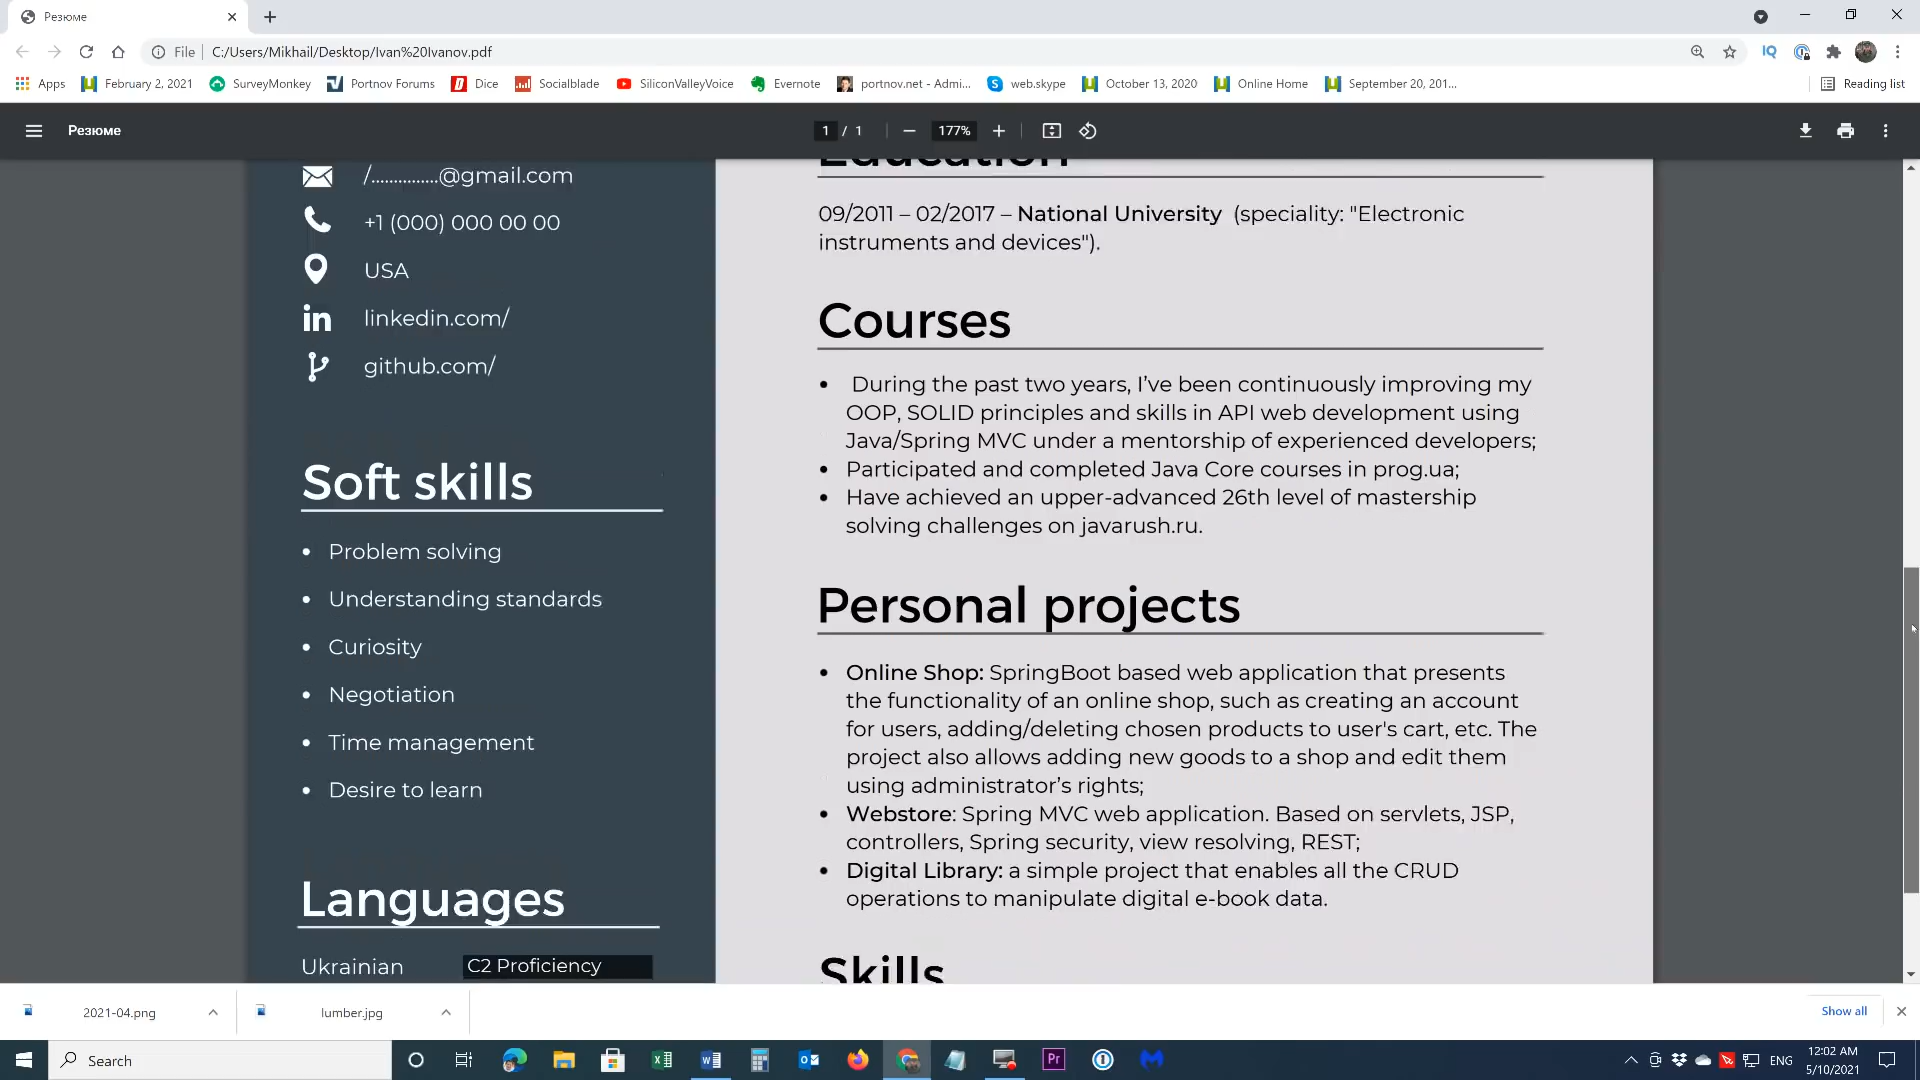 Резюме
File
C:/Users/Mikhail/Desktop/Ivan%20Ivanov.pdf
IQ
Apps
February 2, 2021
SurveyMonkey
Portnov Forums
Dice
Socialblade
SiliconValleyVoice
Evernote
portnov.net - Admi...
web.skype
October 13, 2020
Online Home
September 20, 201...
Reading list
Резюме
1 / 1
177%
/...............@gmail.com
+1 (000) 000 00 00
USA
linkedin.com/
github.com/
Soft skills
Problem solving
Understanding standards
Curiosity
Negotiation
Time management
Desire to learn
Languages
Ukrainian
C2 Proficiency
Education
09/2011 – 02/2017 – National University (speciality: "Electronic
instruments and devices").
Courses
During the past two years, I’ve been continuously improving my
OOP, SOLID principles and skills in API web development using
Java/Spring MVC under a mentorship of experienced developers;
Participated and completed Java Core courses in prog.ua;
Have achieved an upper-advanced 26th level of mastership
solving challenges on javarush.ru.
Personal projects
Online Shop: SpringBoot based web application that presents
the functionality of an online shop, such as creating an account
for users, adding/deleting chosen products to user's cart, etc. The
project also allows adding new goods to a shop and edit them
using administrator’s rights;
Webstore: Spring MVC web application. Based on servlets, JSP,
controllers, Spring security, view resolving, REST;
Digital Library: a simple project that enables all the CRUD
operations to manipulate digital e-book data.
Skills
2021-04.png
lumber.jpg
Show all
Search
Pr
ENG
12:02 AM
5/10/2021